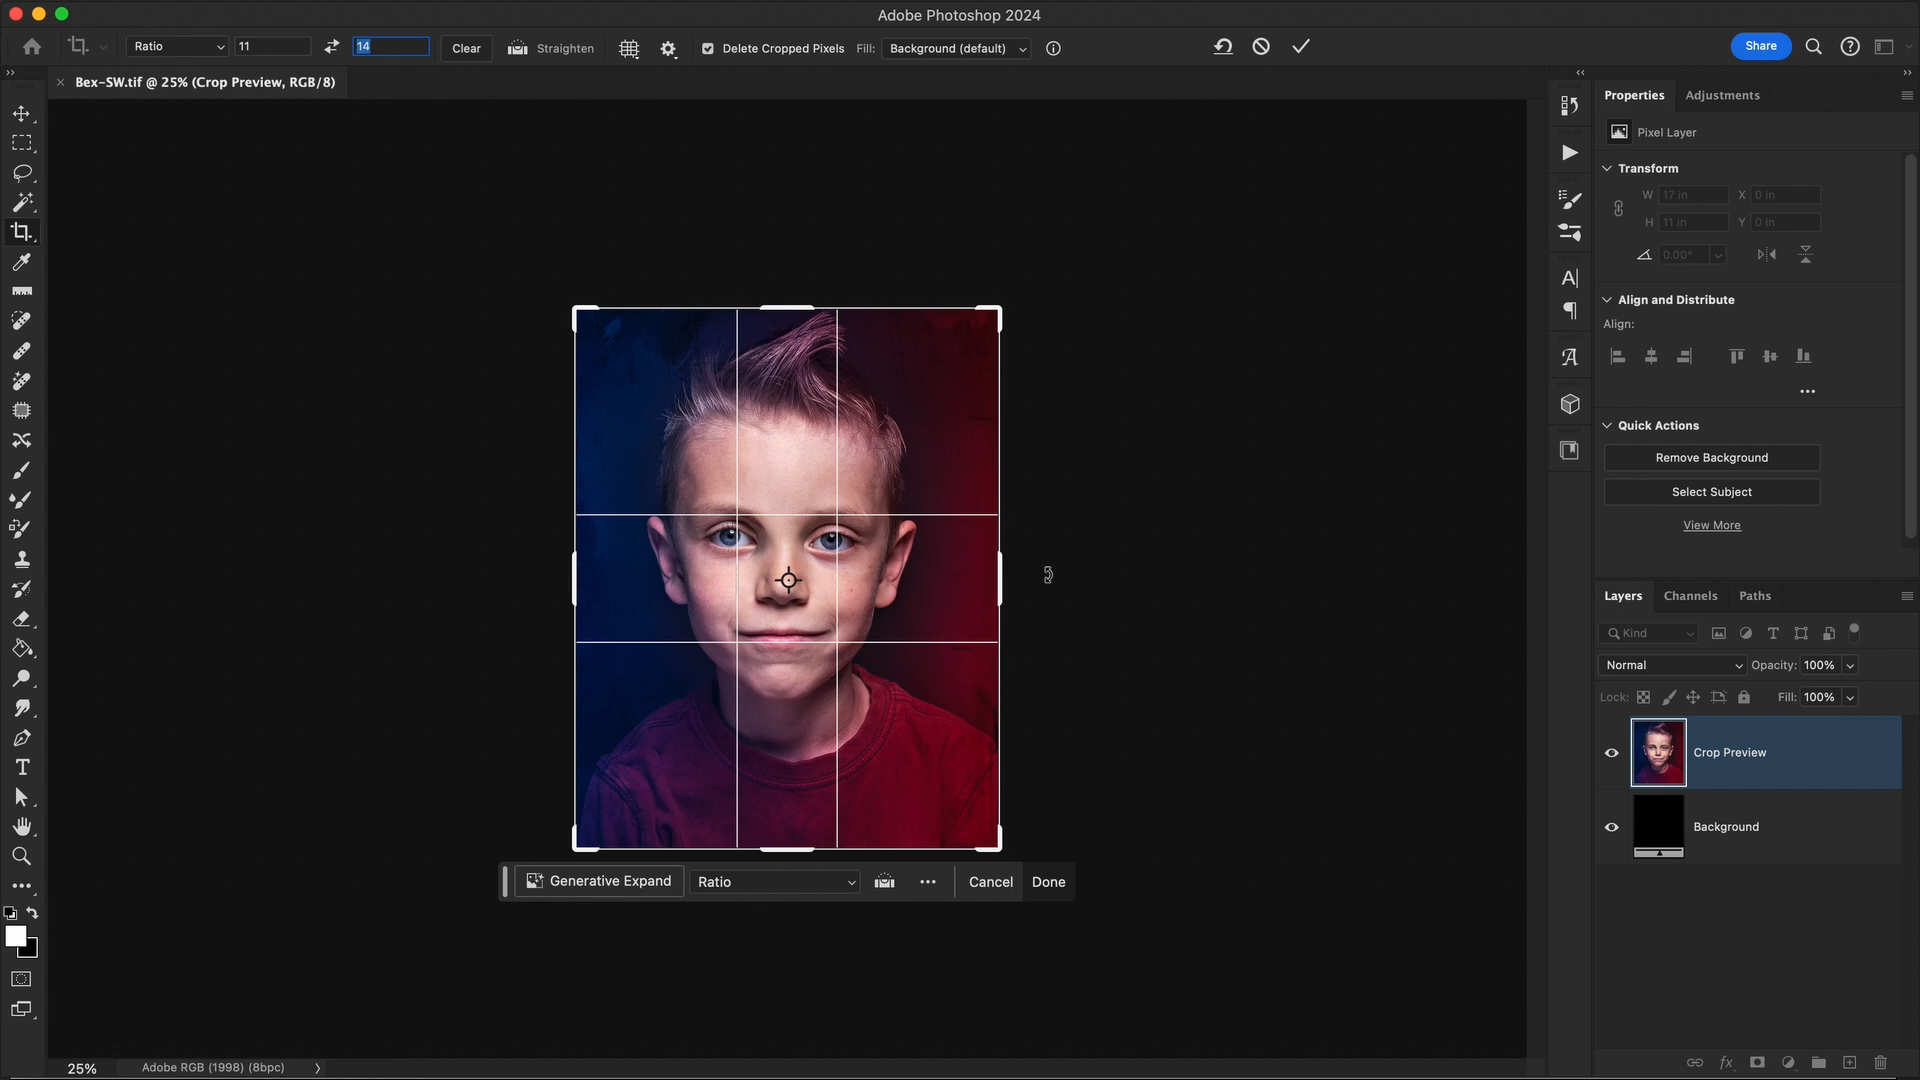 Adobe Photoshop 2024
Ratio 11 14 Clear Straighten Delete Cropped Pixels Fill: Background (default) Share
Bex-SW.tif @ 25% (Crop Preview, RGB/8)
Properties Adjustments
Pixel Layer
Transform
W 17 in X 0 in
H 11 in Y 0 in
0.00°
Align and Distribute
Align:
Quick Actions
Remove Background
Select Subject
View More
Layers Channels Paths
Kind
Normal Opacity: 100%
Lock: Fill: 100%
Crop Preview
Background
Generative Expand Ratio Cancel Done
25% Adobe RGB (1998) (8bpc)